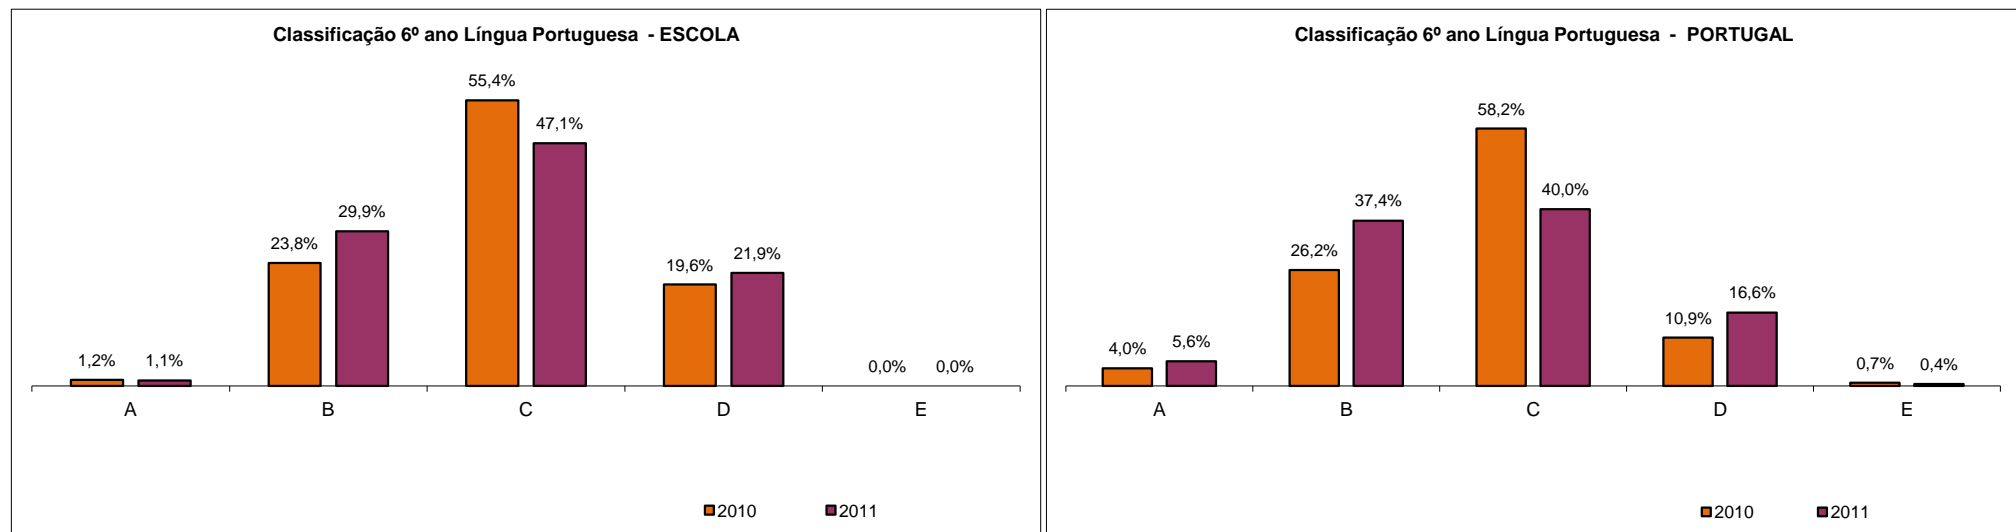 Classificação 6º ano Língua Portuguesa - ESCOLA
55,4%
47,1%
29,9%
23,8%
19,6%
21,9%
1,2%
1,1%
0,0%
0,0%
A
B
C
D
E
2010
2011
Classificação 6º ano Língua Portuguesa - PORTUGAL
58,2%
40,0%
37,4%
26,2%
16,6%
10,9%
4,0%
5,6%
0,7%
0,4%
A
B
C
D
E
2010
2011